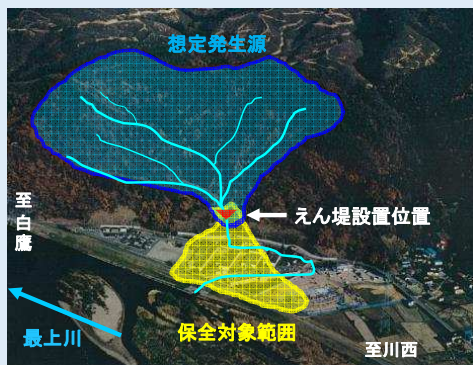 想定発生源
えん堤設置位置
至白鷹
保全対象範囲
最上川
至川西